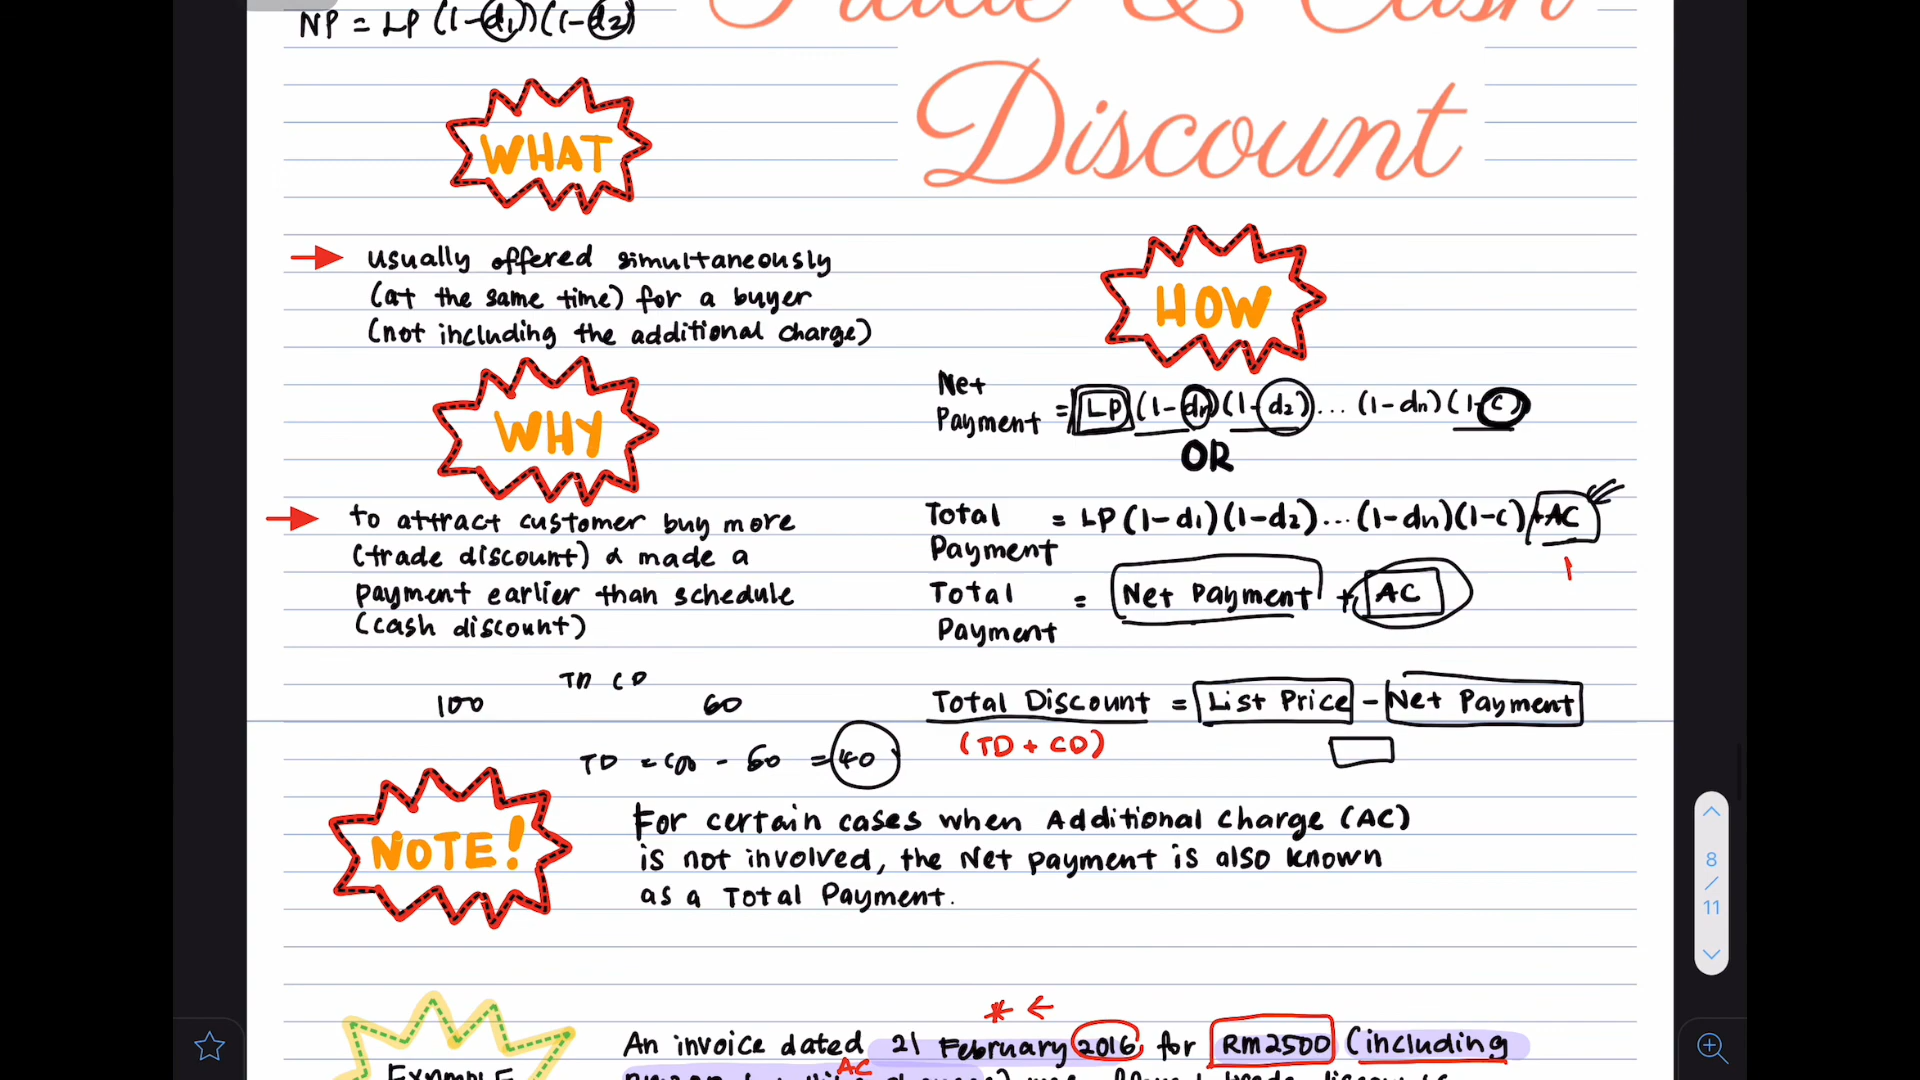 NP = LP (1-d1)(1-d2)
Trade & Cash
Discount
WHAT
usually offered simultaneously
(at the same time) for a buyer
(not including the additional charge)
WHY
to attract customer buy more
(trade discount) & made a
payment earlier than schedule
(cash discount)
HOW
Net
Payment = LP (1-d1)(1-d2)... (1-dn)(1-c)
OR
Total
Payment = LP (1-d1)(1-d2)...(1-dn)(1-c)+AC
Total
Payment = Net Payment + AC
TD CD
100 60
TD = 100 - 60 = 40
Total Discount = List Price - Net Payment
(TD + CD)
NOTE!
For certain cases when Additional Charge (AC)
is not involved, the Net payment is also known
as a Total Payment.
8
/
11
* ←
An invoice dated 21 February 2016 for RM2500 (including
AC